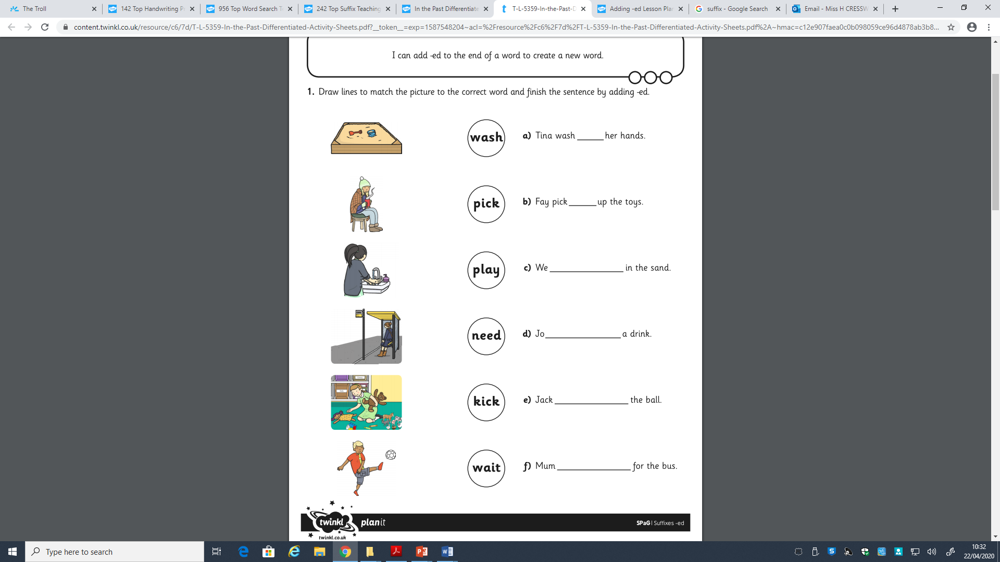 The Troll
142 Top Handwriting Pr
956 Top Word Search Te
242 Top Suffix Teaching
In the Past Differentiate
T-L-5359-In-the-Past-D
Adding -ed Lesson Plan
suffix - Google Search
Email - Miss H CRESSW
content.twinkl.co.uk/resource/c6/7d/T-L-5359-In-the-Past-Differentiated-Activity-Sheets.pdf?__token__=exp=1587548204~acl=%2Fresource%2Fc6%2F7d%2FT-L-5359-In-the-Past-Differentiated-Activity-Sheets.pdf%2A~hmac=c12e907faea0c0b098059ce96d4878ab3b8...
I can add -ed to the end of a word to create a new word.
1. Draw lines to match the picture to the correct word and finish the sentence by adding -ed.
wash a) Tina wash _____ her hands.
pick b) Fay pick _____ up the toys.
play c) We ______________ in the sand.
need d) Jo ______________ a drink.
kick e) Jack ______________ the ball.
wait f) Mum ______________ for the bus.
twinkl planit
SPaG | Suffixes -ed
twinkl.co.uk
Type here to search
10:32
22/04/2020